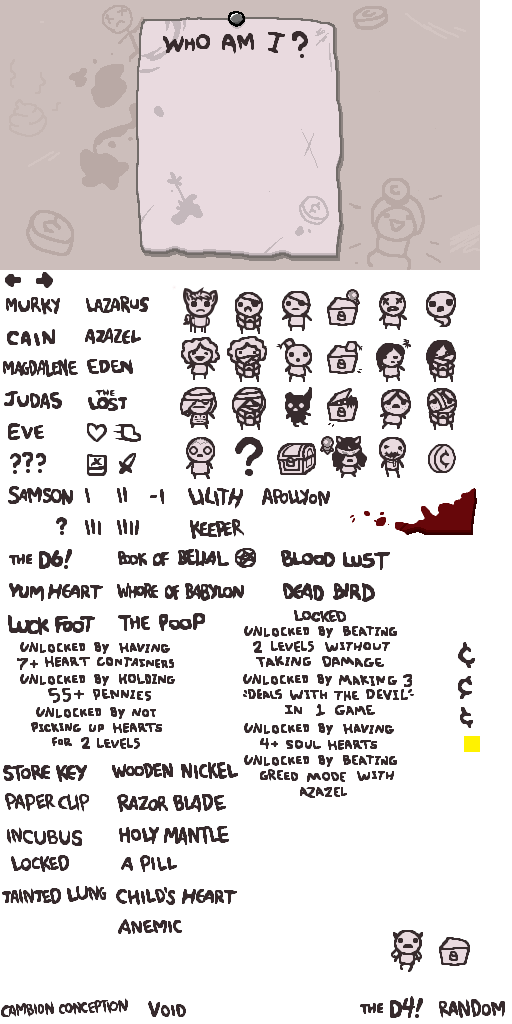 WHO AM I?
MURKY LAZARUS
CAIN AZAZEL
MAGDALENE EDEN
JUDAS THE LOST
EVE
???
?
SAMSON I II -I LILITH APOLLYON
? III IIII KEEPER
THE D6! BOOK OF BELIAL BLOOD LUST
YUM HEART WHORE OF BABYLON DEAD BIRD
LUCK FOOT THE POOP
LOCKED
UNLOCKED BY HAVING
7+ HEART CONTAINERS
UNLOCKED BY HOLDING
55+ PENNIES
UNLOCKED BY NOT
PICKING UP HEARTS
FOR 2 LEVELS
UNLOCKED BY BEATING
2 LEVELS WITHOUT
TAKING DAMAGE
UNLOCKED BY MAKING 3
"DEALS WITH THE DEVIL"
IN 1 GAME
UNLOCKED BY HAVING
4+ SOUL HEARTS
UNLOCKED BY BEATING
GREED MODE WITH
AZAZEL
¢
¢
¢
STORE KEY WOODEN NICKEL
PAPER CLIP RAZOR BLADE
INCUBUS HOLY MANTLE
LOCKED A PILL
TAINTED LUNG CHILD'S HEART
ANEMIC
CAMBION CONCEPTION VOID THE D4! RANDOM